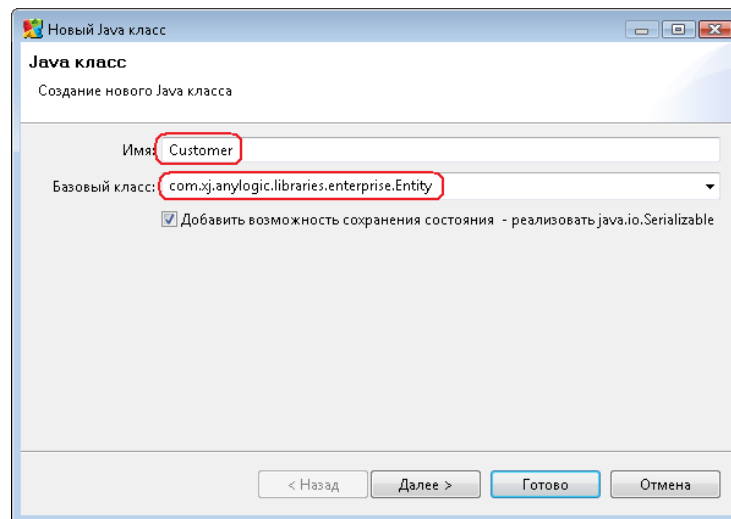 Новый Java класс
Java класс
Создание нового Java класса
Имя: Customer
Базовый класс: com.xj.anylogic.libraries.enterprise.Entity
Добавить возможность сохранения состояния - реализовать java.io.Serializable
< Назад Далее > Готово Отмена